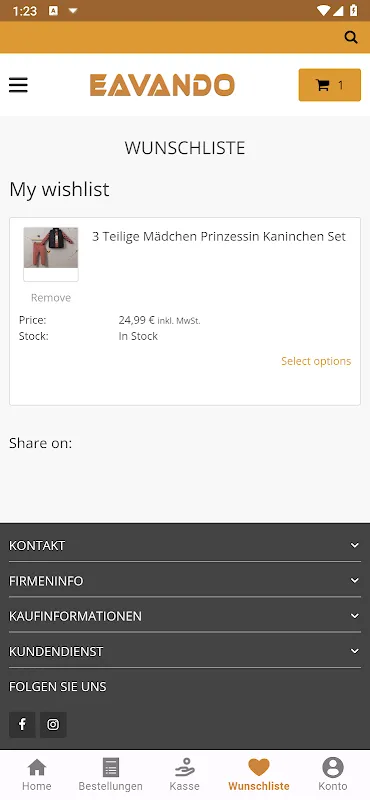 1:23
EAVANDO
1
WUNSCHLISTE
My wishlist
3 Teilige Mädchen Prinzessin Kaninchen Set
Remove
Price: 24,99 € inkl. MwSt.
Stock: In Stock
Select options
Share on:
KONTAKT
FIRMENINFO
KAUFINFORMATIONEN
KUNDENDIENST
FOLGEN SIE UNS
Home Bestellungen Kasse Wunschliste Konto